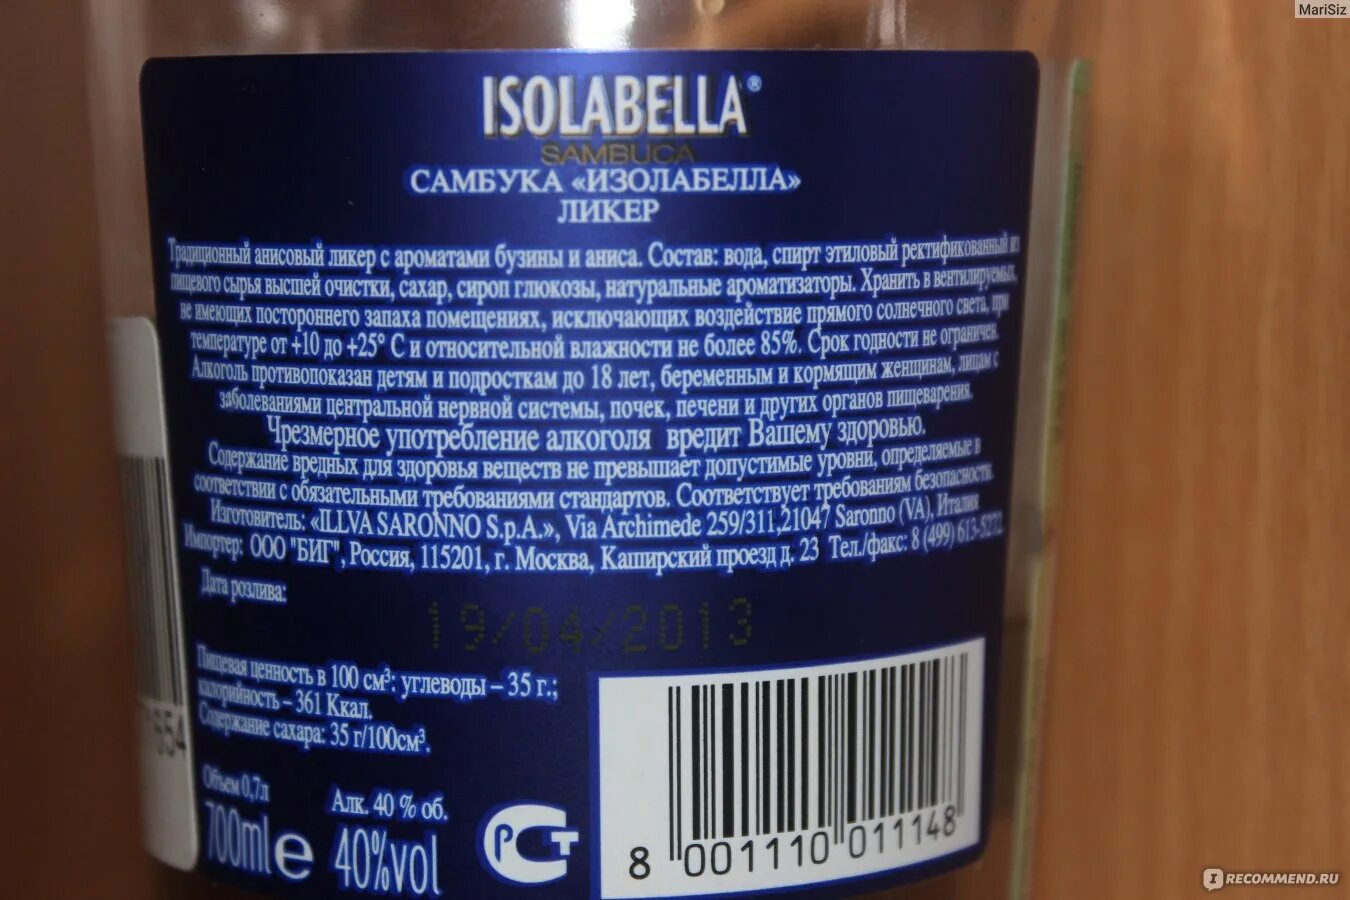 MariSiz
ISOLABELLA®
SAMBUCA
САМБУКА «ИЗОЛАБЕЛЛА»
ЛИКЕР
Традиционный анисовый ликер с ароматами бузины и аниса. Состав: вода, спирт этиловый ректификованный из
пищевого сырья высшей очистки, сахар, сироп глюкозы, натуральные ароматизаторы. Хранить в вентилируемых,
не имеющих постороннего запаха помещениях, исключающих воздействие прямого солнечного света, при
температуре от +10 до +25° С и относительной влажности не более 85%. Срок годности не ограничен.
Алкоголь противопоказан детям и подросткам до 18 лет, беременным и кормящим женщинам, лицам с
заболеваниями центральной нервной системы, почек, печени и других органов пищеварения.
Чрезмерное употребление алкоголя вредит Вашему здоровью.
Содержание вредных для здоровья веществ не превышает допустимые уровни, определяемые в
соответствии с обязательными требованиями стандартов. Соответствует требованиям безопасности.
Изготовитель: «ILLVA SARONNO S.p.A.», Via Archimede 259/311,21047 Saronno (VA), Италия
Импортер: ООО "БИГ", Россия, 115201, г. Москва, Каширский проезд д. 23 Тел./факс: 8 (499) 613-5272
Дата розлива:
19/04/2013
Пищевая ценность в 100 см³: углеводы – 35 г.;
калорийность – 361 Ккал.
Содержание сахара: 35 г/100см³.
Объем 0,7л
Алк. 40 % об.
700ml e 40%vol
РСТ
8 001110 011148
554
IRECOMMEND.RU